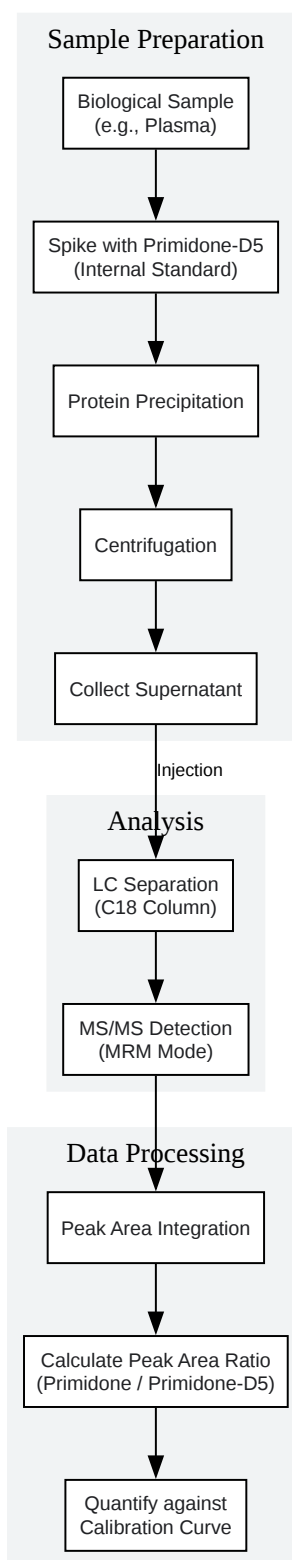 Sample Preparation
Biological Sample
(e.g., Plasma)
Spike with Primidone-D5
(Internal Standard)
Protein Precipitation
Centrifugation
Collect Supernatant
Injection
Analysis
LC Separation
(C18 Column)
MS/MS Detection
(MRM Mode)
Data Processing
Peak Area Integration
Calculate Peak Area Ratio
(Primidone / Primidone-D5)
Quantify against
Calibration Curve